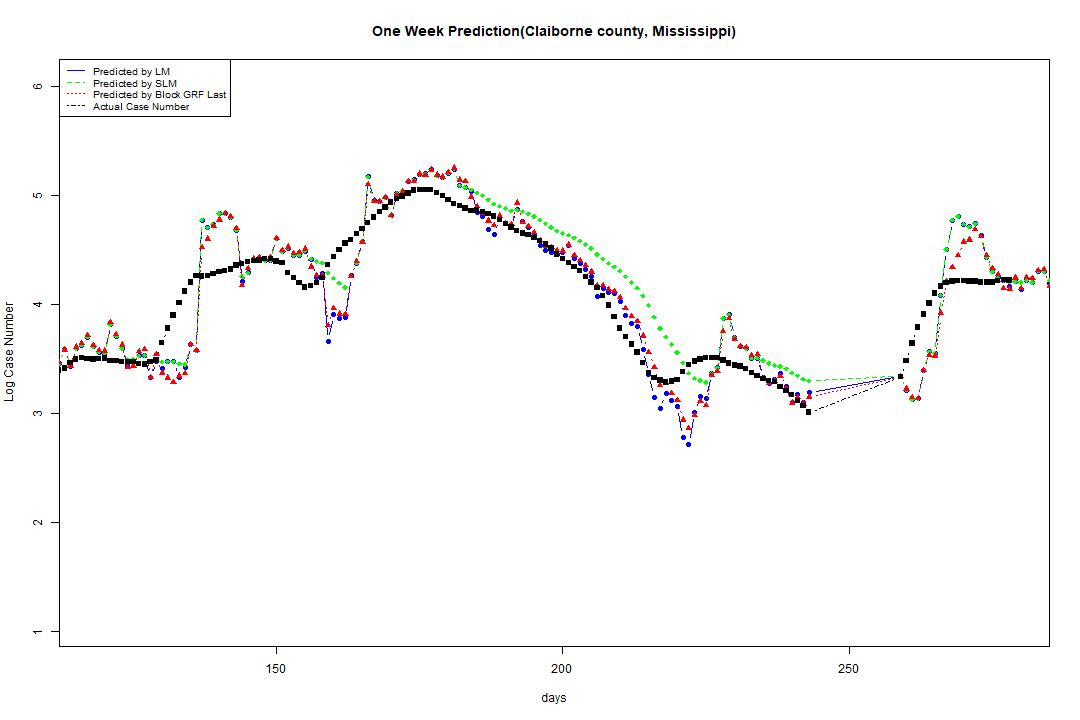 One Week Prediction(Claiborne county, Mississippi)
Predicted by LM
Predicted by SLM
Predicted by Block GRF Last
Actual Case Number
6
5
4
3
2
1
Log Case Number
150
200
250
days